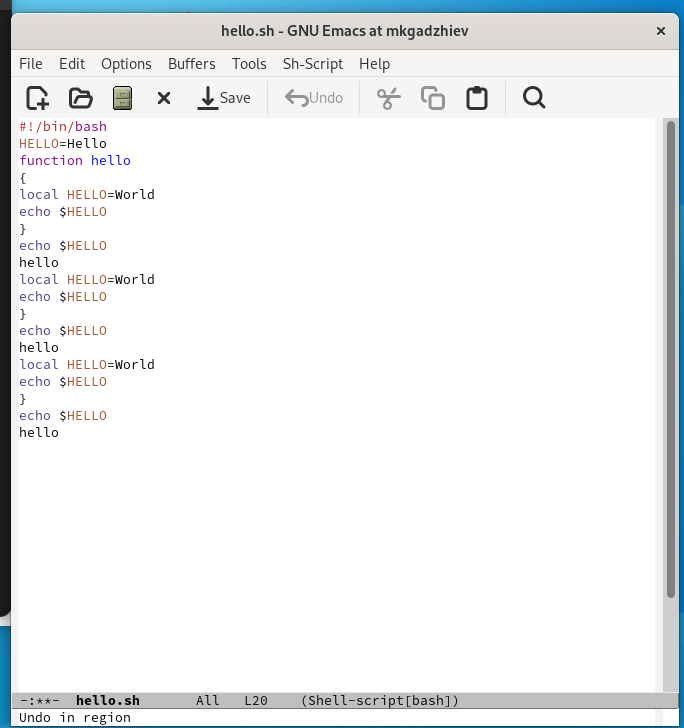 hello.sh - GNU Emacs at mkgadzhiev ×
File Edit Options Buffers Tools Sh-Script Help
Save Undo
#!/bin/bash
HELLO=Hello
function hello
{
local HELLO=World
echo $HELLO
}
echo $HELLO
hello
local HELLO=World
echo $HELLO
}
echo $HELLO
hello
local HELLO=World
echo $HELLO
}
echo $HELLO
hello
-:**- hello.sh All L20 (Shell-script[bash])
Undo in region